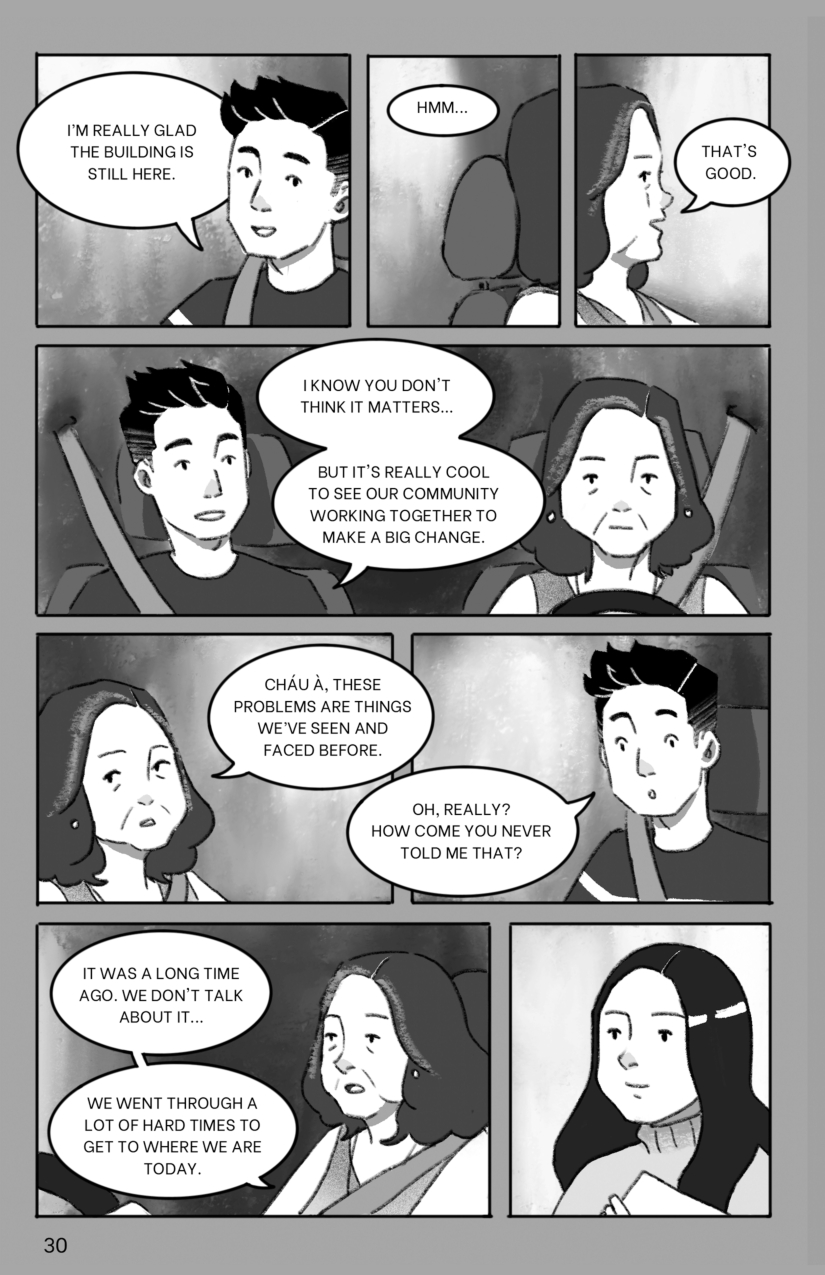 I'M REALLY GLAD
THE BUILDING IS
STILL HERE.
HMM...
THAT'S
GOOD.
I KNOW YOU DON'T
THINK IT MATTERS...
BUT IT'S REALLY COOL
TO SEE OUR COMMUNITY
WORKING TOGETHER TO
MAKE A BIG CHANGE.
CHÁU À, THESE
PROBLEMS ARE THINGS
WE'VE SEEN AND
FACED BEFORE.
OH, REALLY?
HOW COME YOU NEVER
TOLD ME THAT?
IT WAS A LONG TIME
AGO. WE DON'T TALK
ABOUT IT...
WE WENT THROUGH A
LOT OF HARD TIMES TO
GET TO WHERE WE ARE
TODAY.
30